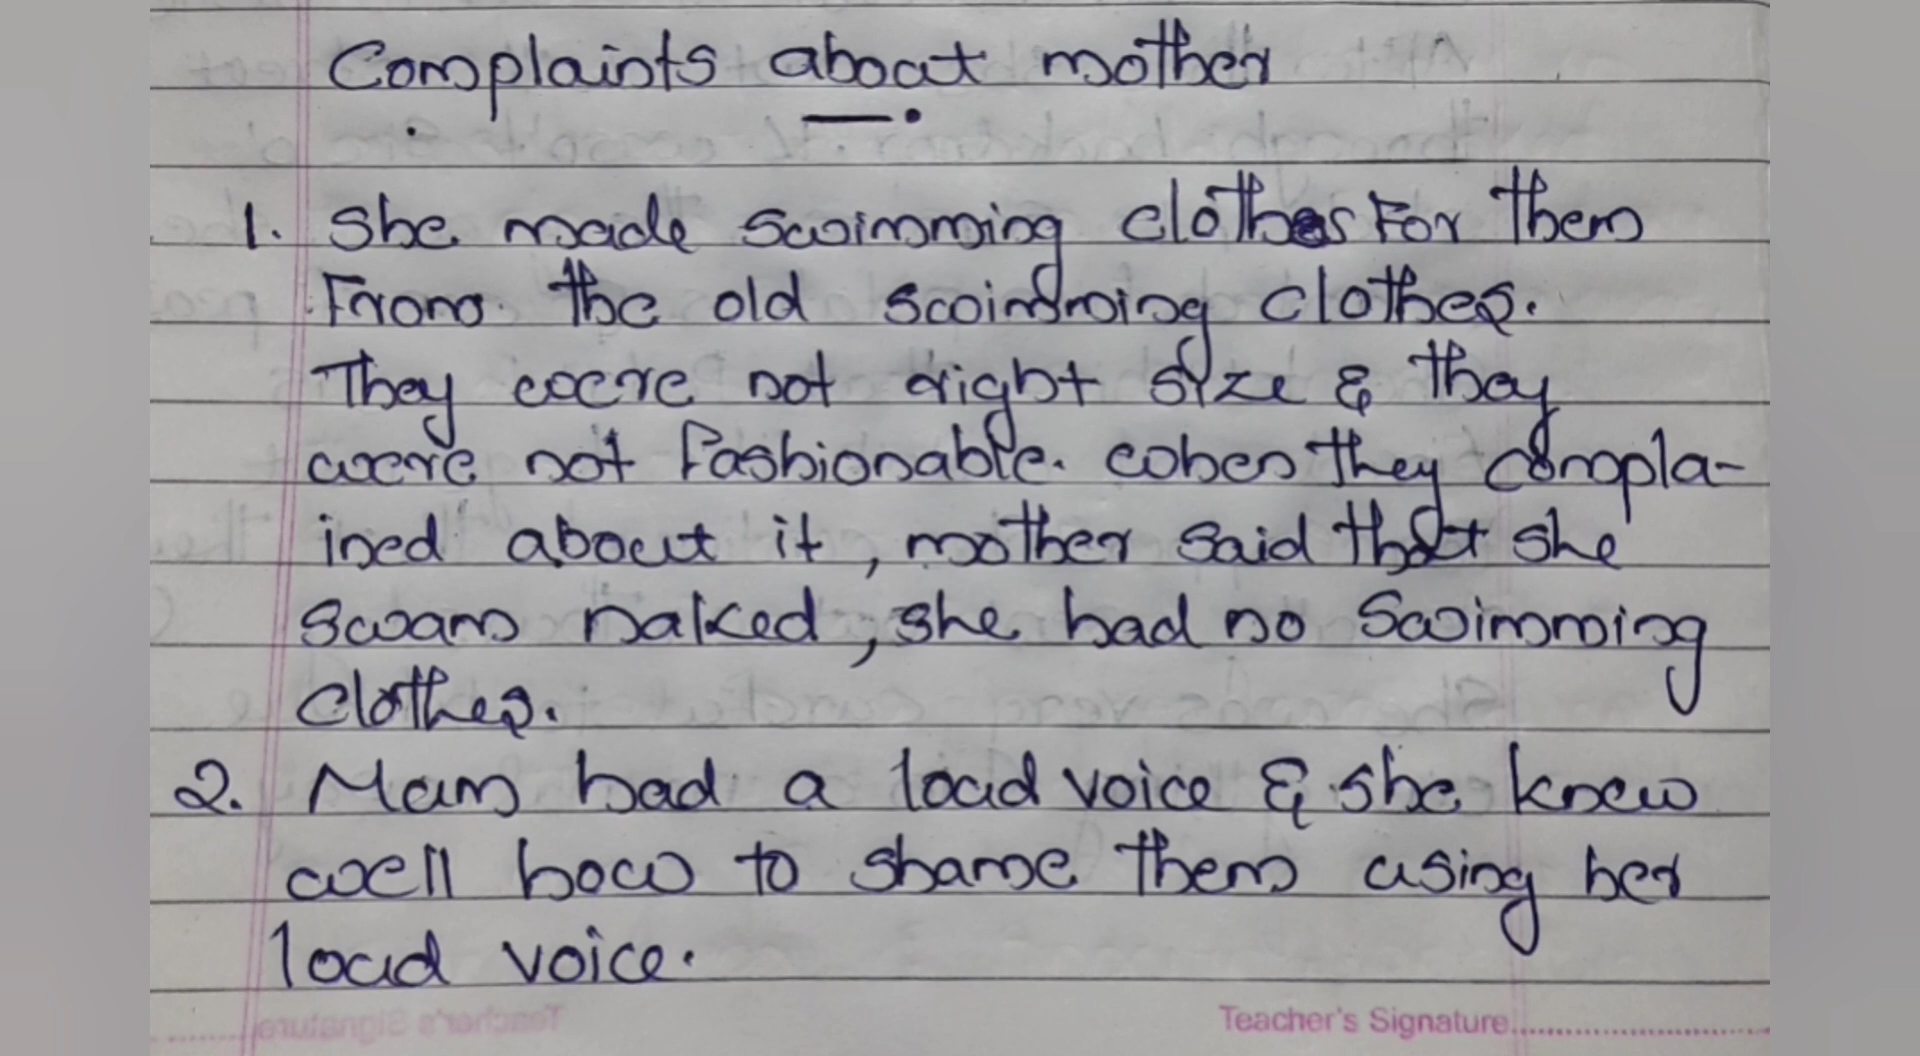 Complaints about mother
1. She made swimming clothes For them
From the old swimming clothes.
They were not right size & they
were not fashionable. when they compla-
ined about it, mother said that she
swam naked, she had no swimming
clothes.
2. Mam had a loud voice & she knew
well how to shame them using her
loud voice.
Teacher's Signature